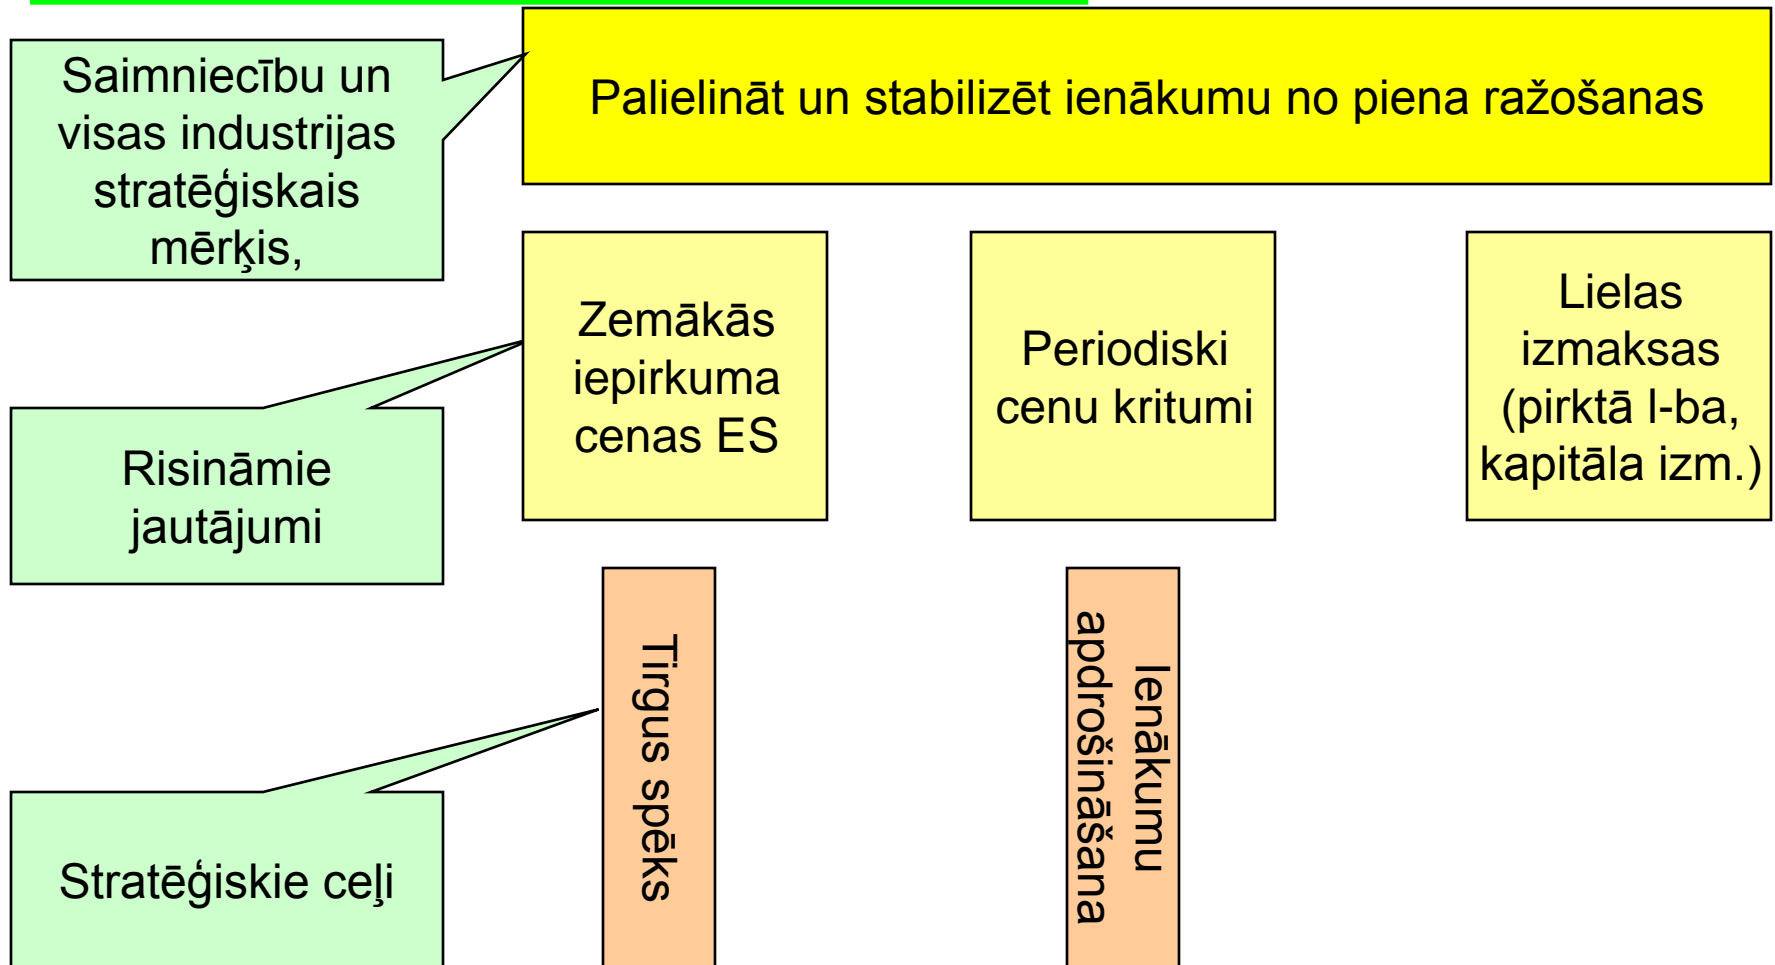 Saimniecību un
visas industrijas
stratēģiskais
mērķis,
Palielināt un stabilizēt ienākumu no piena ražošanas
Risināmie
jautājumi
Zemākās
iepirkuma
cenas ES
Periodiski
cenu kritumi
Lielas
izmaksas
(pirktā l-ba,
kapitāla izm.)
Stratēģiskie ceļi
Tirgus spēks
Ienākumu
apdrošināšana